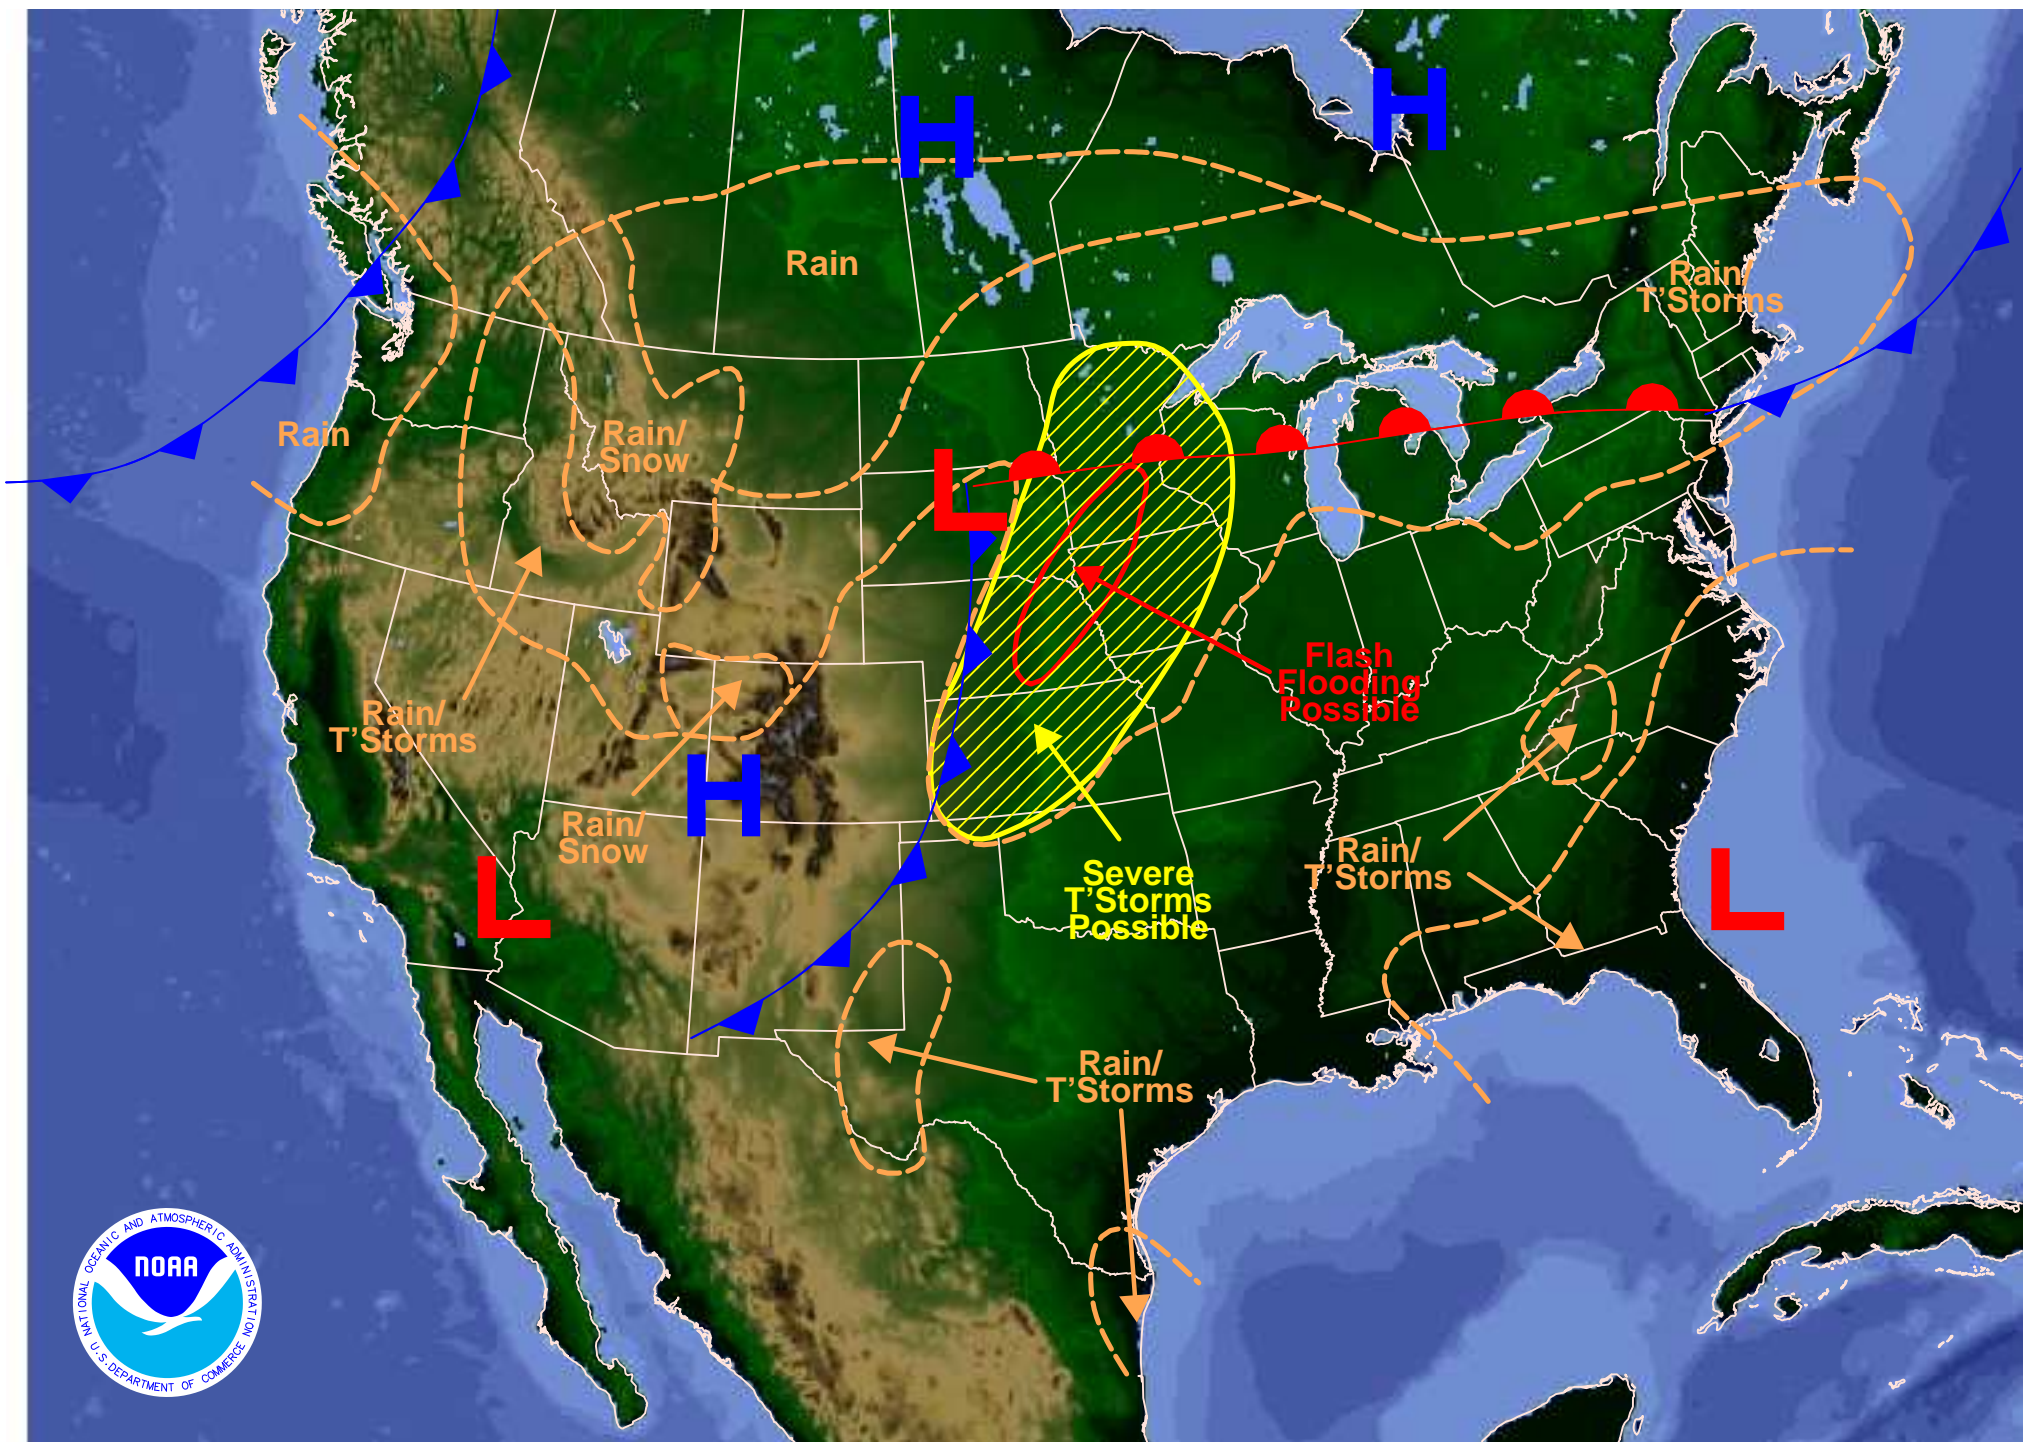 H
H
Rain
Rain/
T'Storms
Rain
Rain/
Snow
L
Flash
Flooding
Possible
Rain/
T'Storms
H
Rain/
Snow
Rain/
T'Storms
L
Severe
T'Storms
Possible
L
Rain/
T'Storms
NATIONAL OCEANIC AND ATMOSPHERIC ADMINISTRATION
NOAA
U.S. DEPARTMENT OF COMMERCE